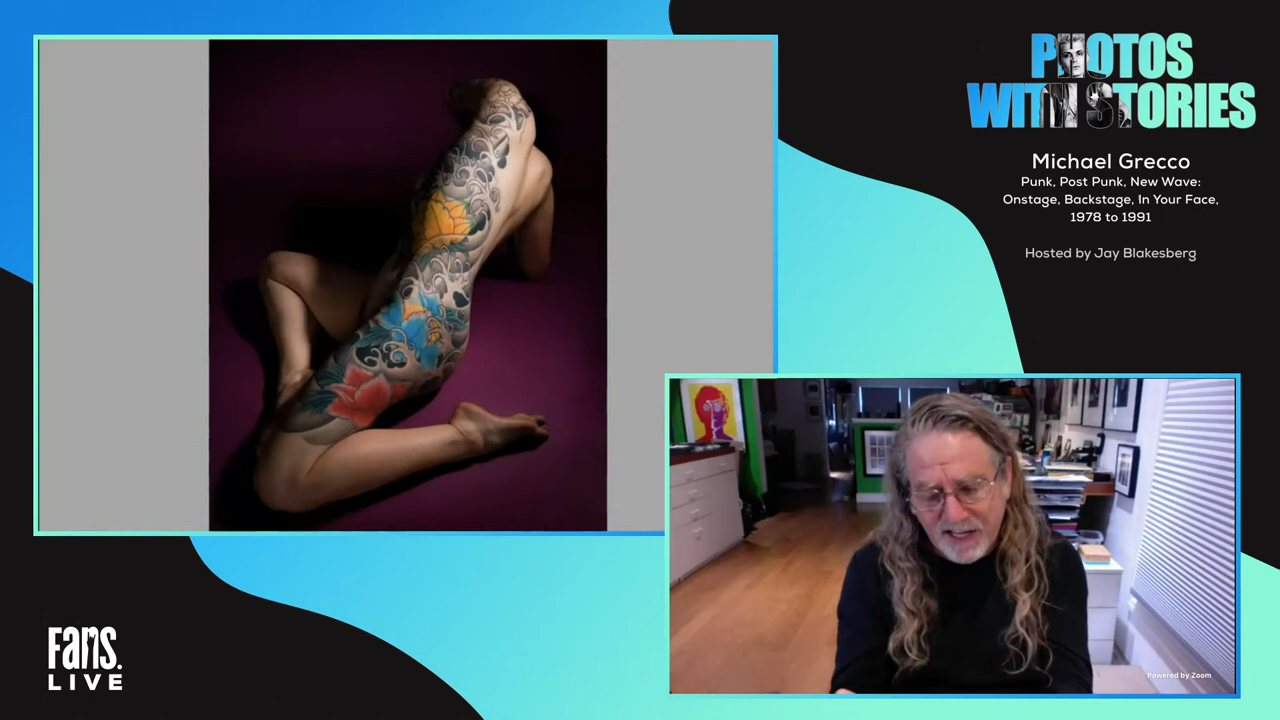 PHOTOS
WITH STORIES
Michael Grecco
Punk, Post Punk, New Wave:
Onstage, Backstage, In Your Face,
1978 to 1991
Hosted by Jay Blakesberg
Fans.
LIVE
Powered by Zoom